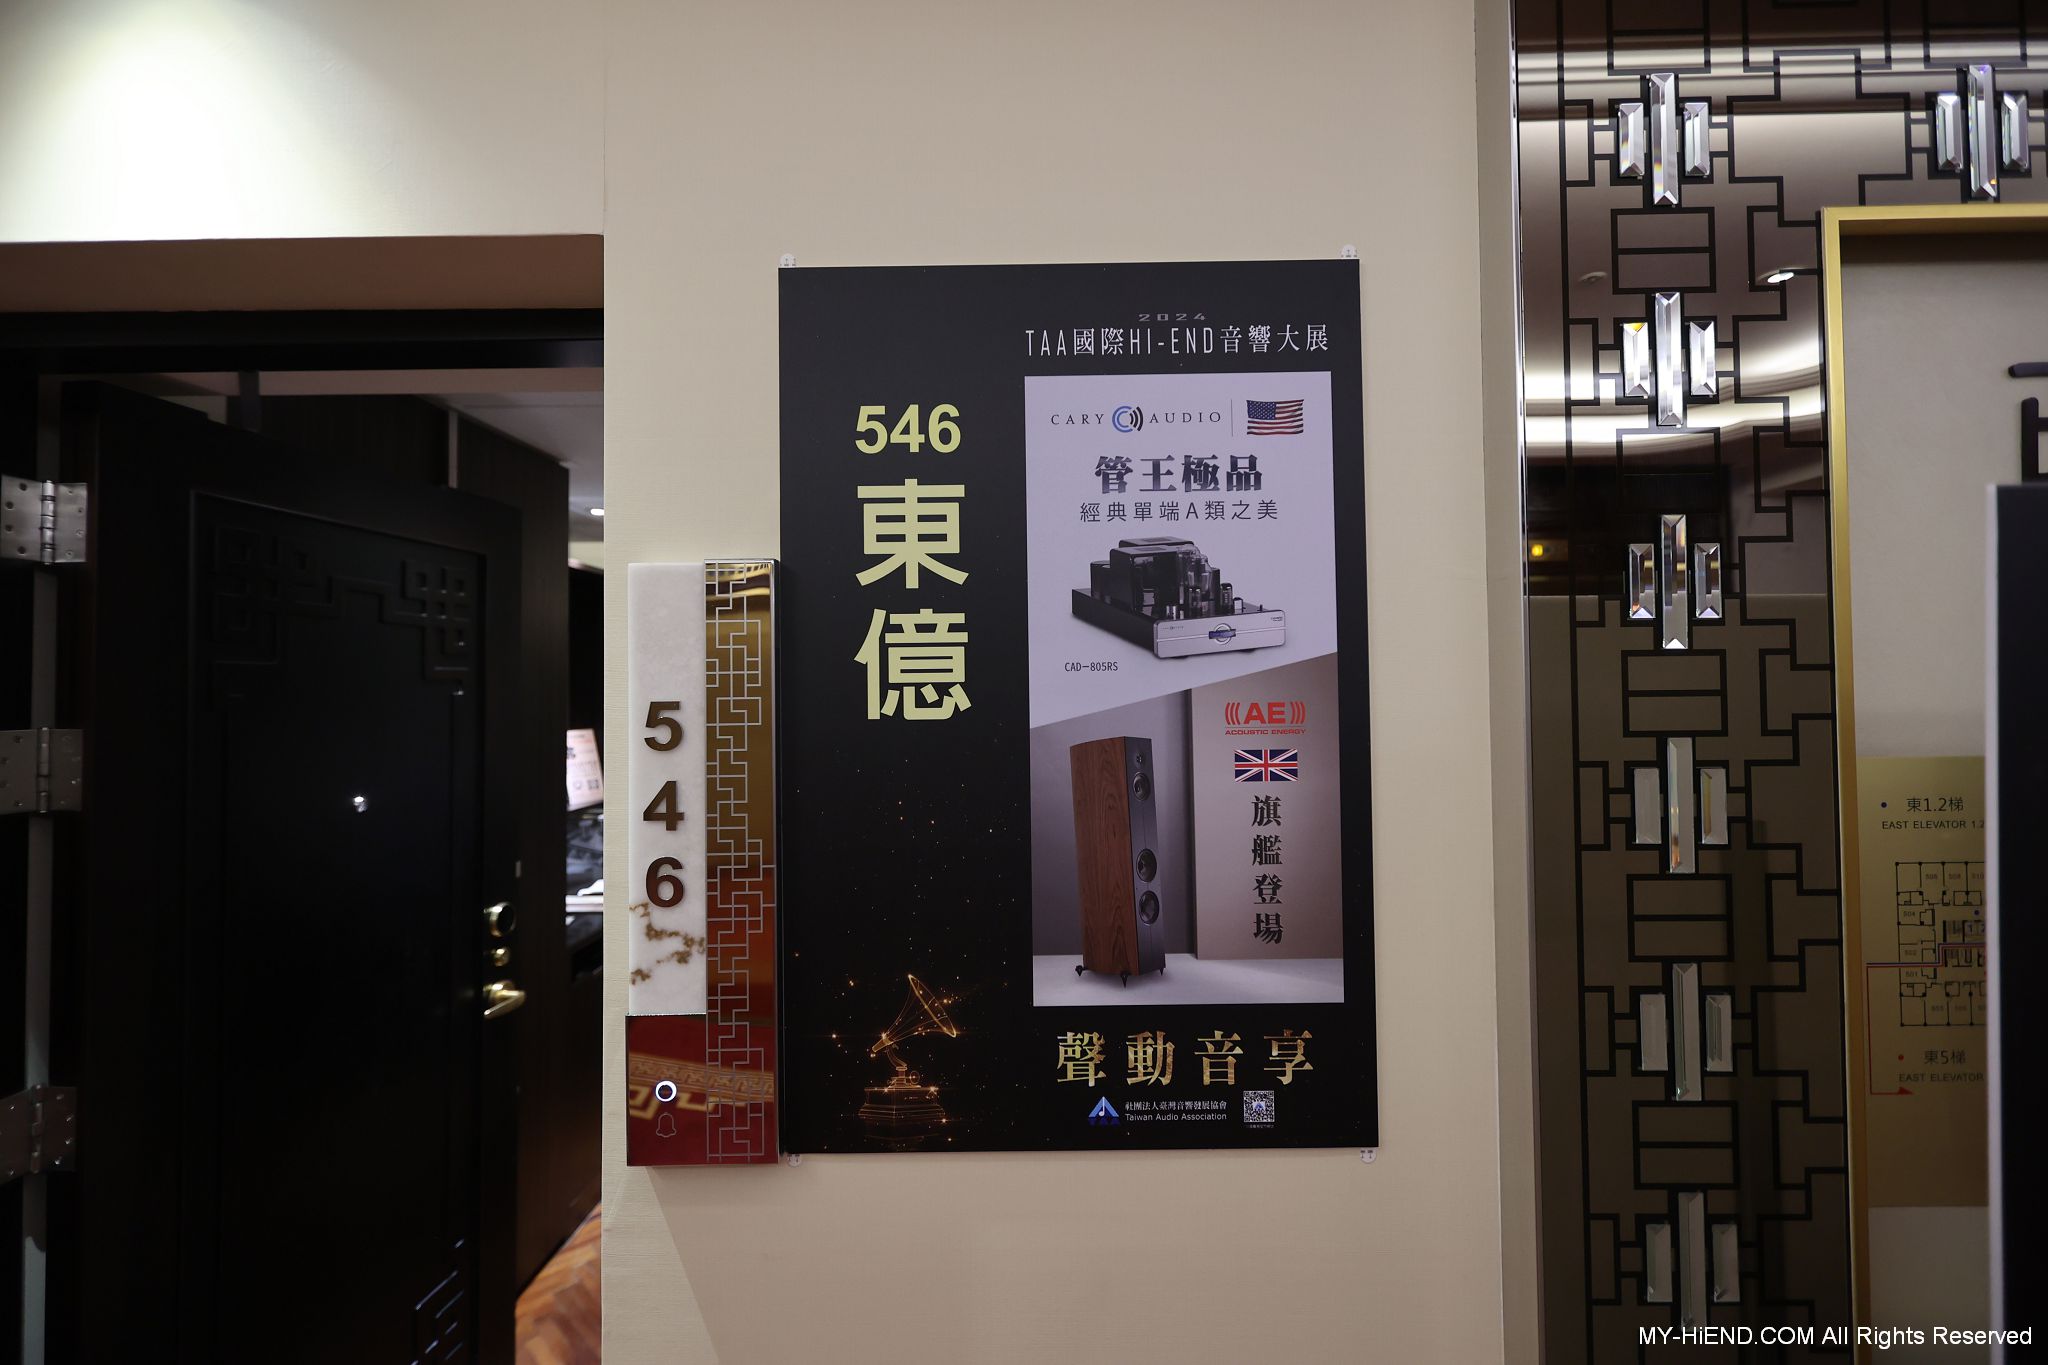 2024
TAA國際HI-END音響大展
546
東億
CARY AUDIO
管王極品
經典單端A類之美
CAD-805RS
AE
ACOUSTIC ENERGY
旗艦登場
聲動音享
社團法人臺灣音響發展協會
Taiwan Audio Association
546
東1.2梯
EAST ELEVATOR 1.2
東5梯
EAST ELEVATOR
MY-HiEND.COM All Rights Reserved